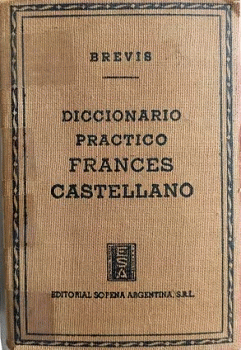 BREVIS
DICCIONARIO
PRACTICO
FRANCES
CASTELLANO
ESA
EDITORIAL SOPENA ARGENTINA, S.R.L.